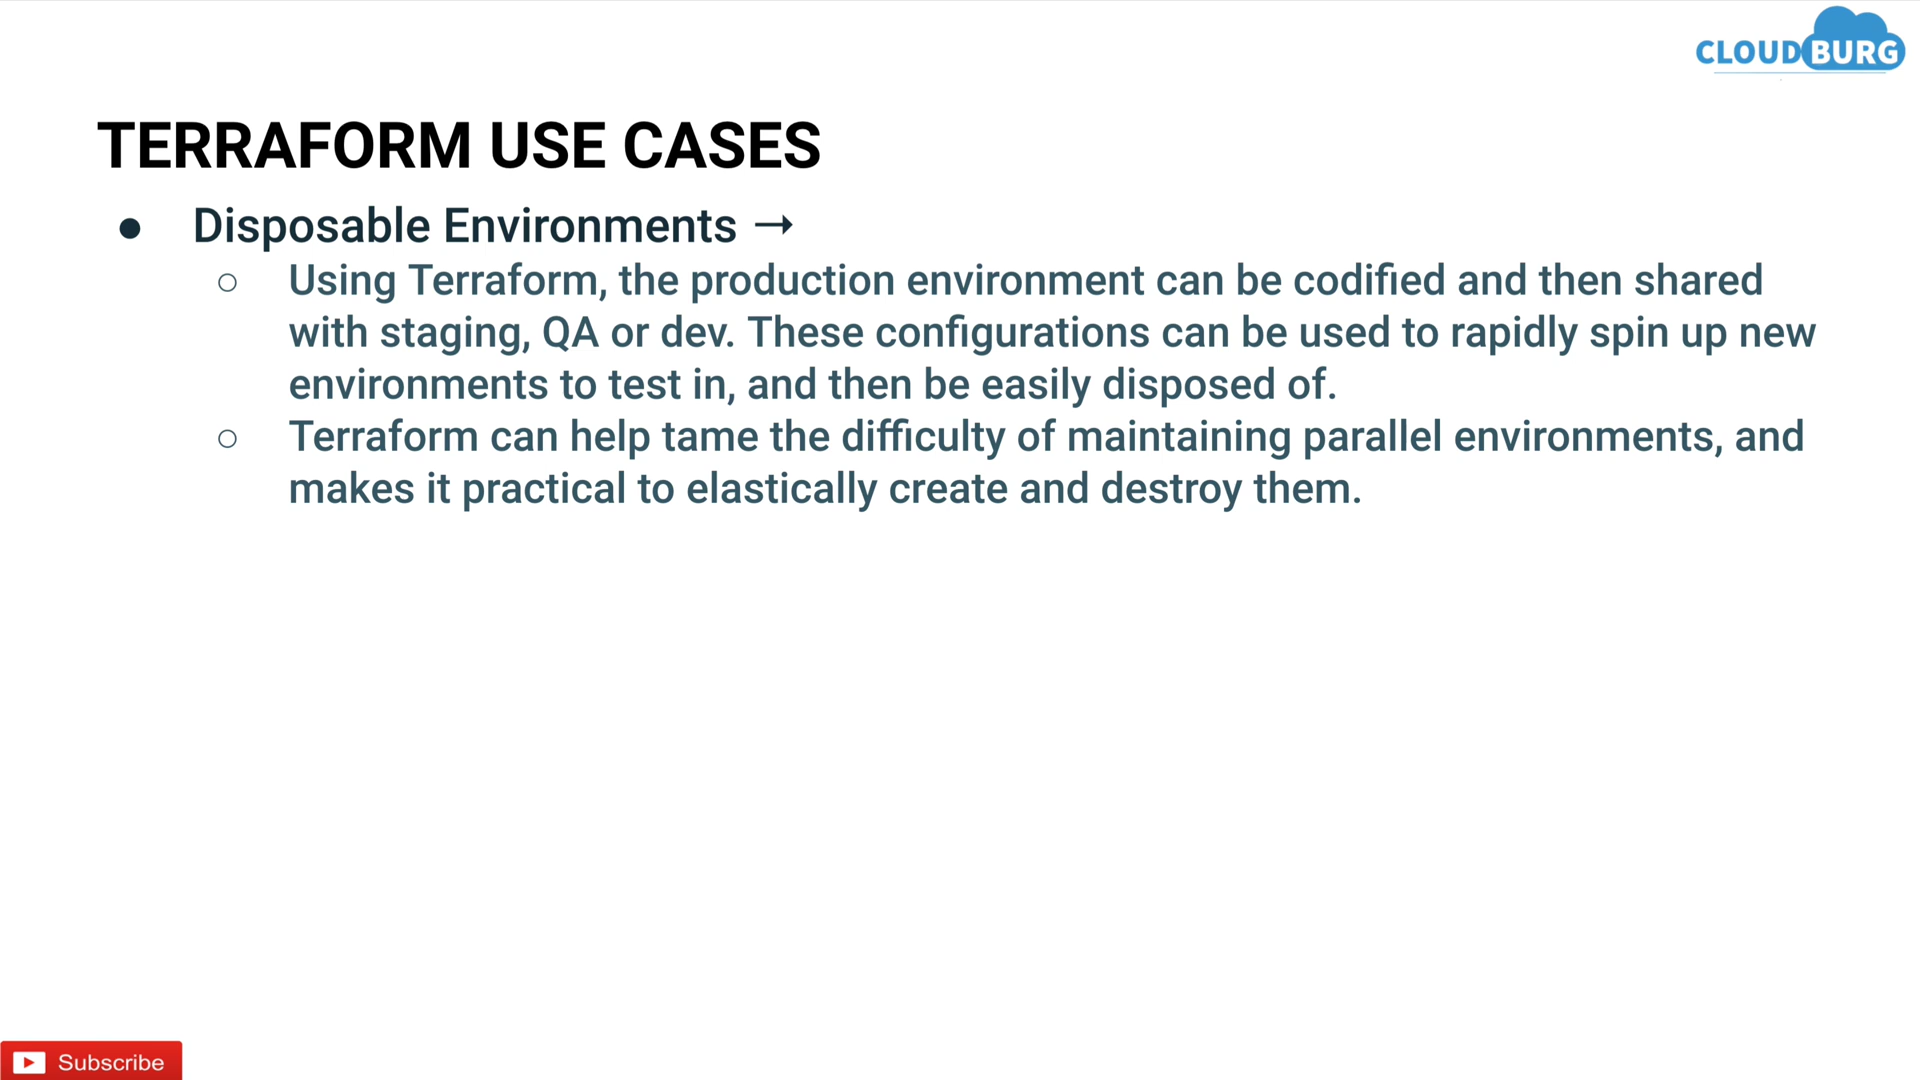 CLOUDBURG
TERRAFORM USE CASES
● Disposable Environments →
○ Using Terraform, the production environment can be codified and then shared
with staging, QA or dev. These configurations can be used to rapidly spin up new
environments to test in, and then be easily disposed of.
○ Terraform can help tame the difficulty of maintaining parallel environments, and
makes it practical to elastically create and destroy them.
Subscribe